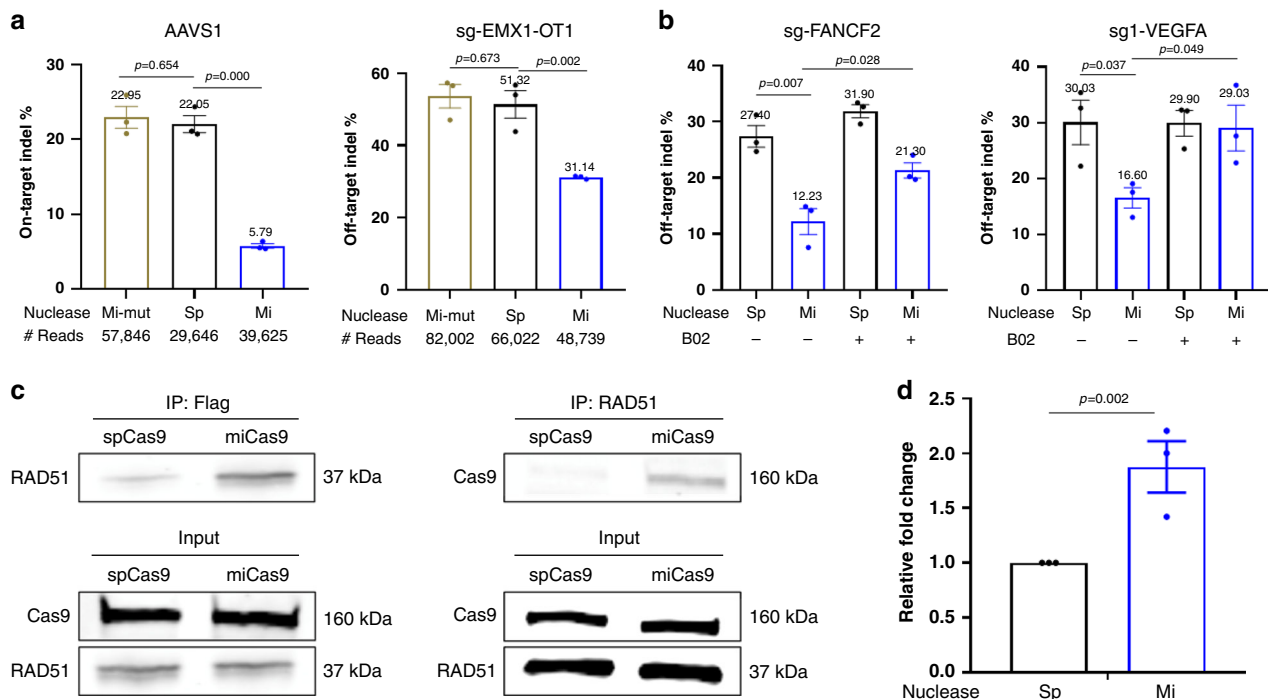 a
AAVS1
On-target indel %
30
20
10
0
p=0.654
p=0.000
22.95
22.05
5.79
Nuclease Mi-mut Sp Mi
# Reads 57,846 29,646 39,625
sg-EMX1-OT1
Off-target indel %
60
40
20
0
p=0.673
p=0.002
51.32
31.14
Nuclease Mi-mut Sp Mi
# Reads 82,002 66,022 48,739
b
sg-FANCF2
Off-target indel %
40
30
20
10
0
p=0.028
p=0.007
27.40
12.23
31.90
21.30
Nuclease Sp Mi Sp Mi
B02 – – + +
sg1-VEGFA
Off-target indel %
40
30
20
10
0
p=0.049
p=0.037
30.03
16.60
29.90
29.03
Nuclease Sp Mi Sp Mi
B02 – – + +
c
IP: Flag
spCas9 miCas9
RAD51 37 kDa
Input
spCas9 miCas9
Cas9 160 kDa
RAD51 37 kDa
IP: RAD51
spCas9 miCas9
Cas9 160 kDa
Input
spCas9 miCas9
Cas9 160 kDa
RAD51 37 kDa
d
Relative fold change
2.5
2.0
1.5
1.0
0.5
0.0
p=0.002
Nuclease Sp Mi